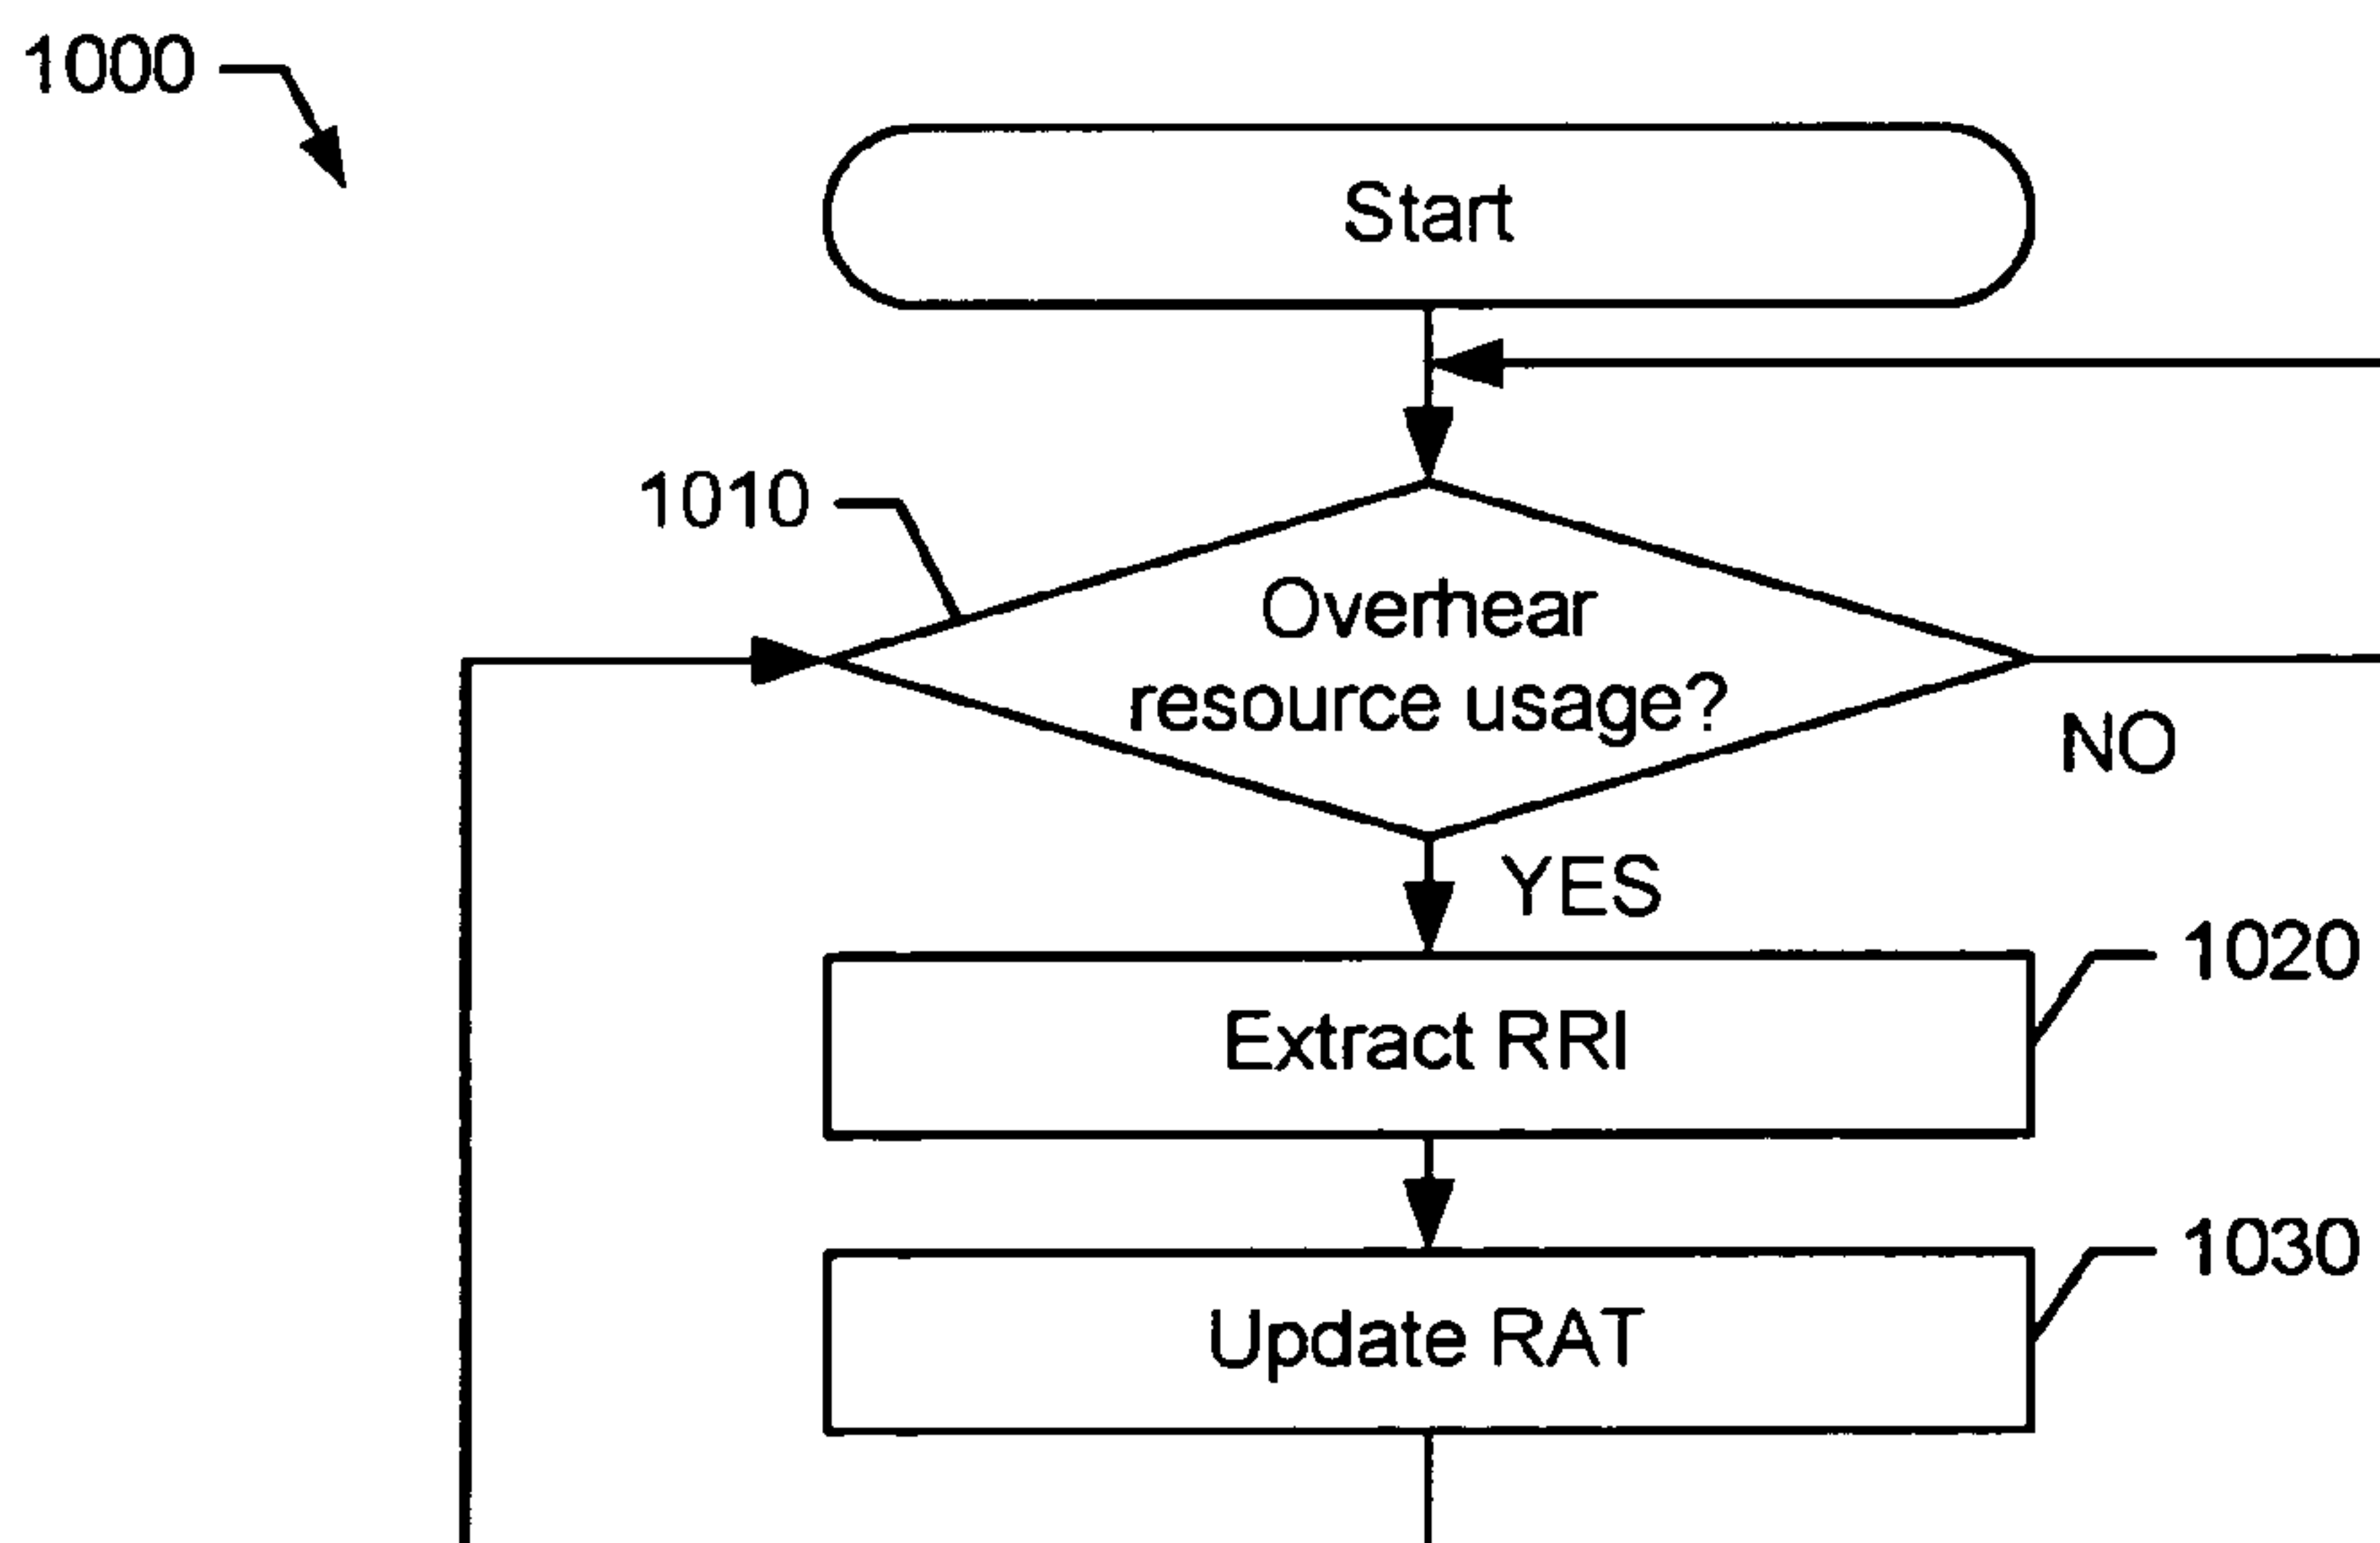 1000
Start
1010
Overhear
resource usage?
NO
YES
1020
Extract RRI
1030
Update RAT